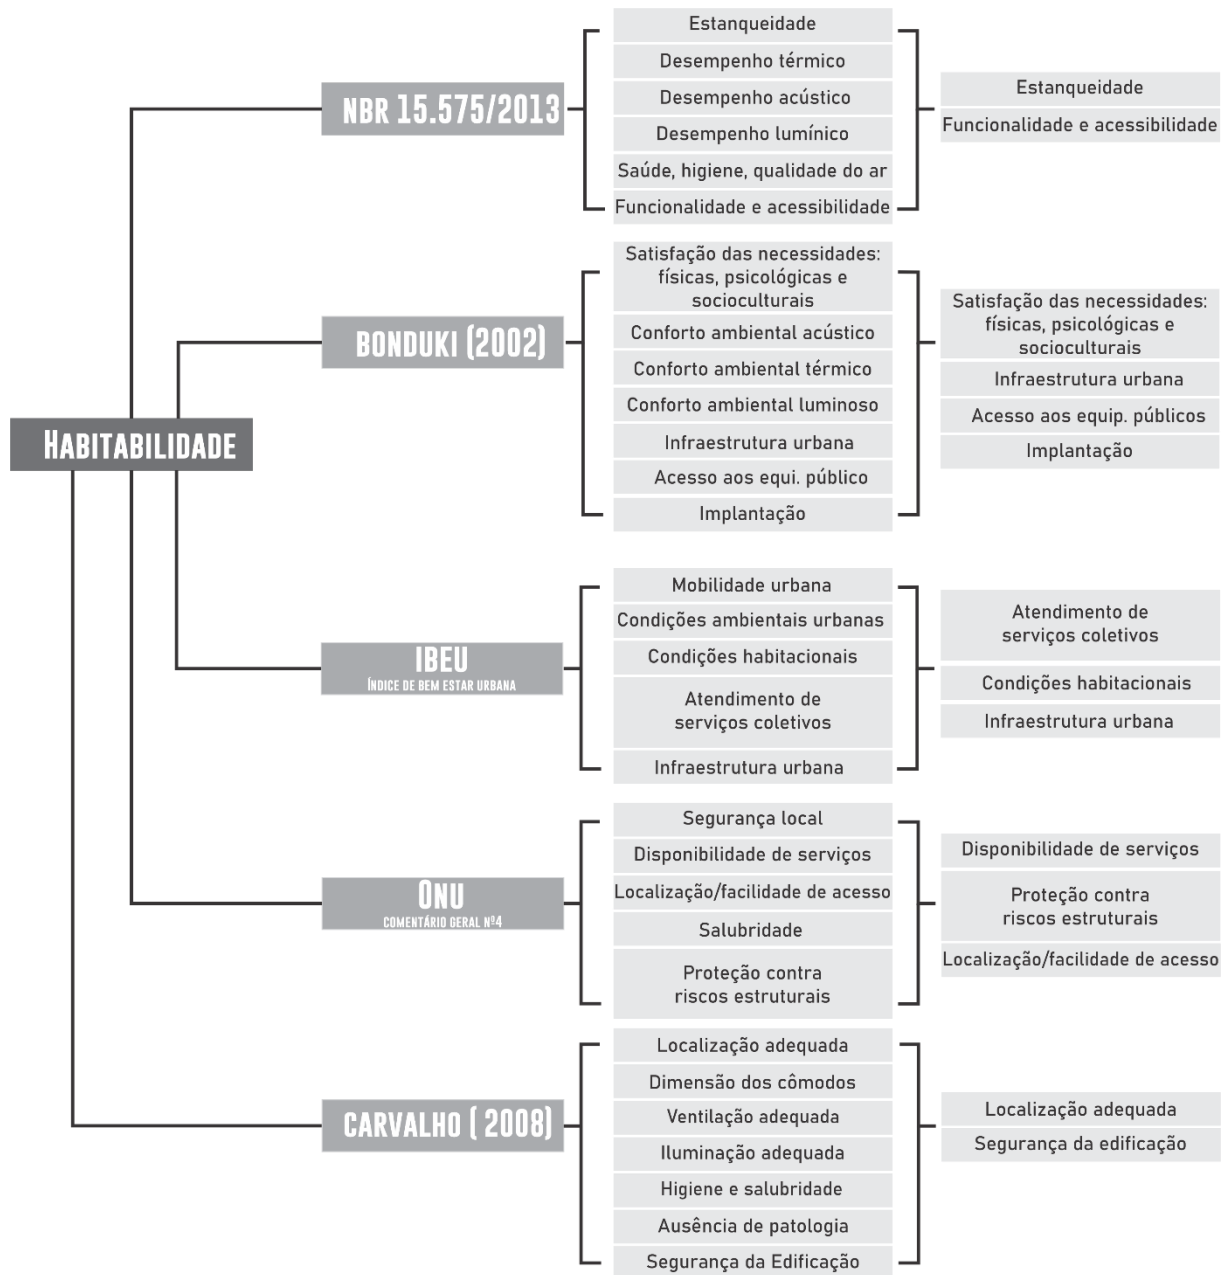 HABITABILIDADE
NBR 15.575/2013
Estanqueidade
Desempenho térmico
Desempenho acústico
Desempenho lumínico
Saúde, higiene, qualidade do ar
Funcionalidade e acessibilidade
Estanqueidade
Funcionalidade e acessibilidade
BONDUKI (2002)
Satisfação das necessidades:
físicas, psicológicas e
socioculturais
Conforto ambiental acústico
Conforto ambiental térmico
Conforto ambiental luminoso
Infraestrutura urbana
Acesso aos equi. público
Implantação
Satisfação das necessidades:
físicas, psicológicas e
socioculturais
Infraestrutura urbana
Acesso aos equip. públicos
Implantação
IBEU
ÍNDICE DE BEM ESTAR URBANA
Mobilidade urbana
Condições ambientais urbanas
Condições habitacionais
Atendimento de
serviços coletivos
Infraestrutura urbana
Atendimento de
serviços coletivos
Condições habitacionais
Infraestrutura urbana
ONU
COMENTÁRIO GERAL Nº4
Segurança local
Disponibilidade de serviços
Localização/facilidade de acesso
Salubridade
Proteção contra
riscos estruturais
Disponibilidade de serviços
Proteção contra
riscos estruturais
Localização/facilidade de acesso
CARVALHO ( 2008)
Localização adequada
Dimensão dos cômodos
Ventilação adequada
Iluminação adequada
Higiene e salubridade
Ausência de patologia
Segurança da Edificação
Localização adequada
Segurança da edificação